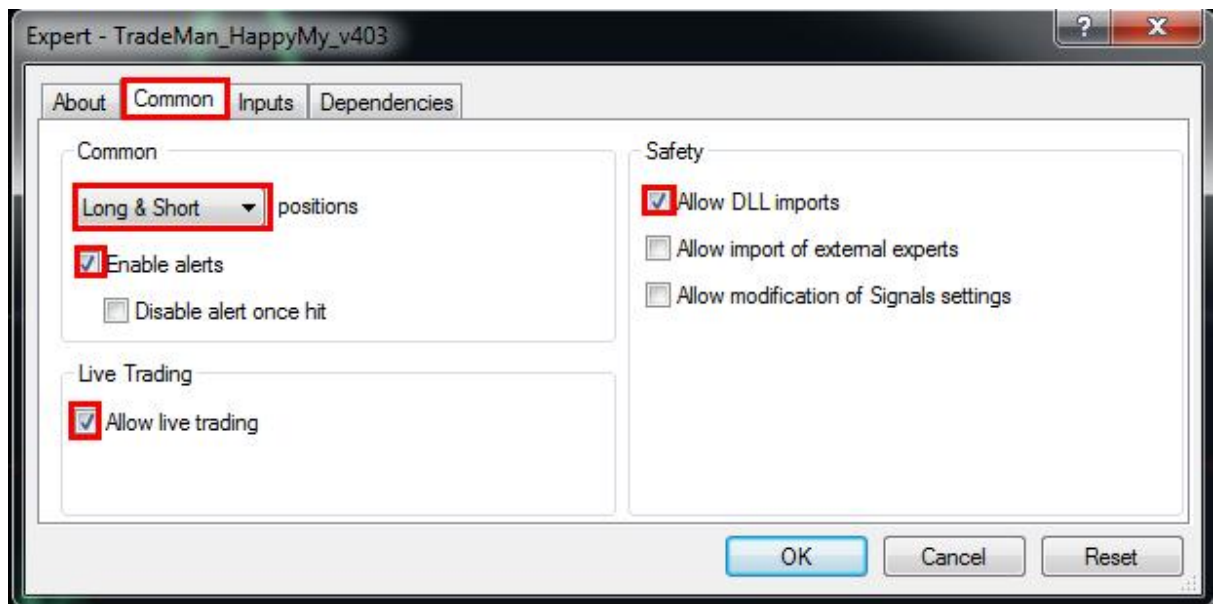 Expert - TradeMan_HappyMy_v403
?
X
About Common Inputs Dependencies
Common
Long & Short positions
Enable alerts
Disable alert once hit
Live Trading
Allow live trading
Safety
Allow DLL imports
Allow import of external experts
Allow modification of Signals settings
OK Cancel Reset